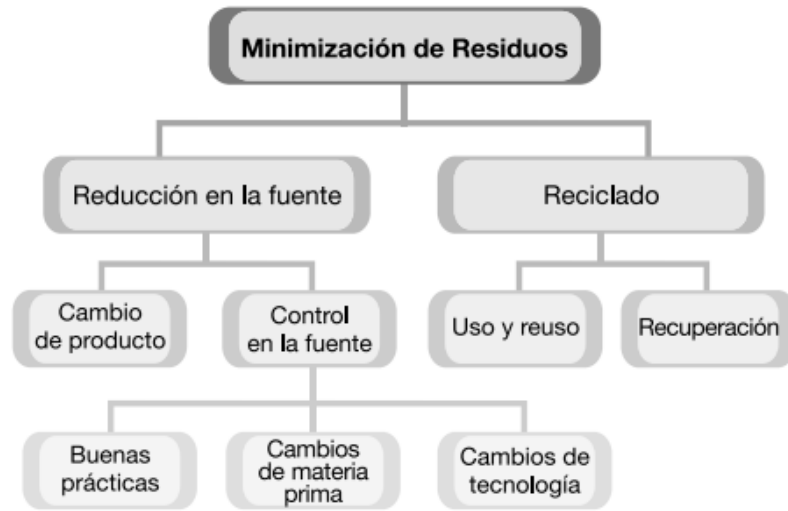 Minimización de Residuos
Reducción en la fuente
Reciclado
Cambio
de producto
Control
en la fuente
Uso y reuso
Recuperación
Buenas
prácticas
Cambios
de materia
prima
Cambios de
tecnología